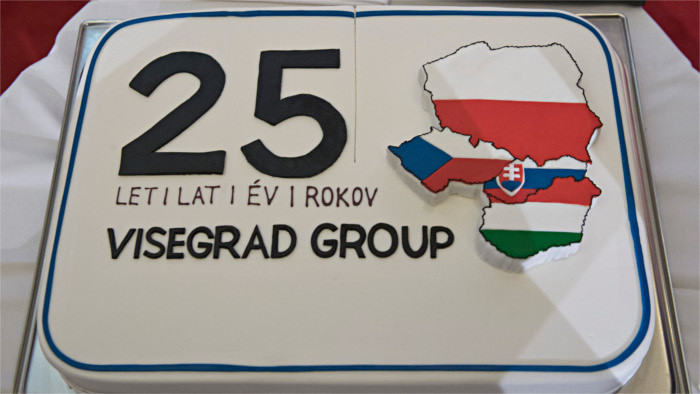 25
LET I LAT I ÉV I ROKOV
VISEGRAD GROUP